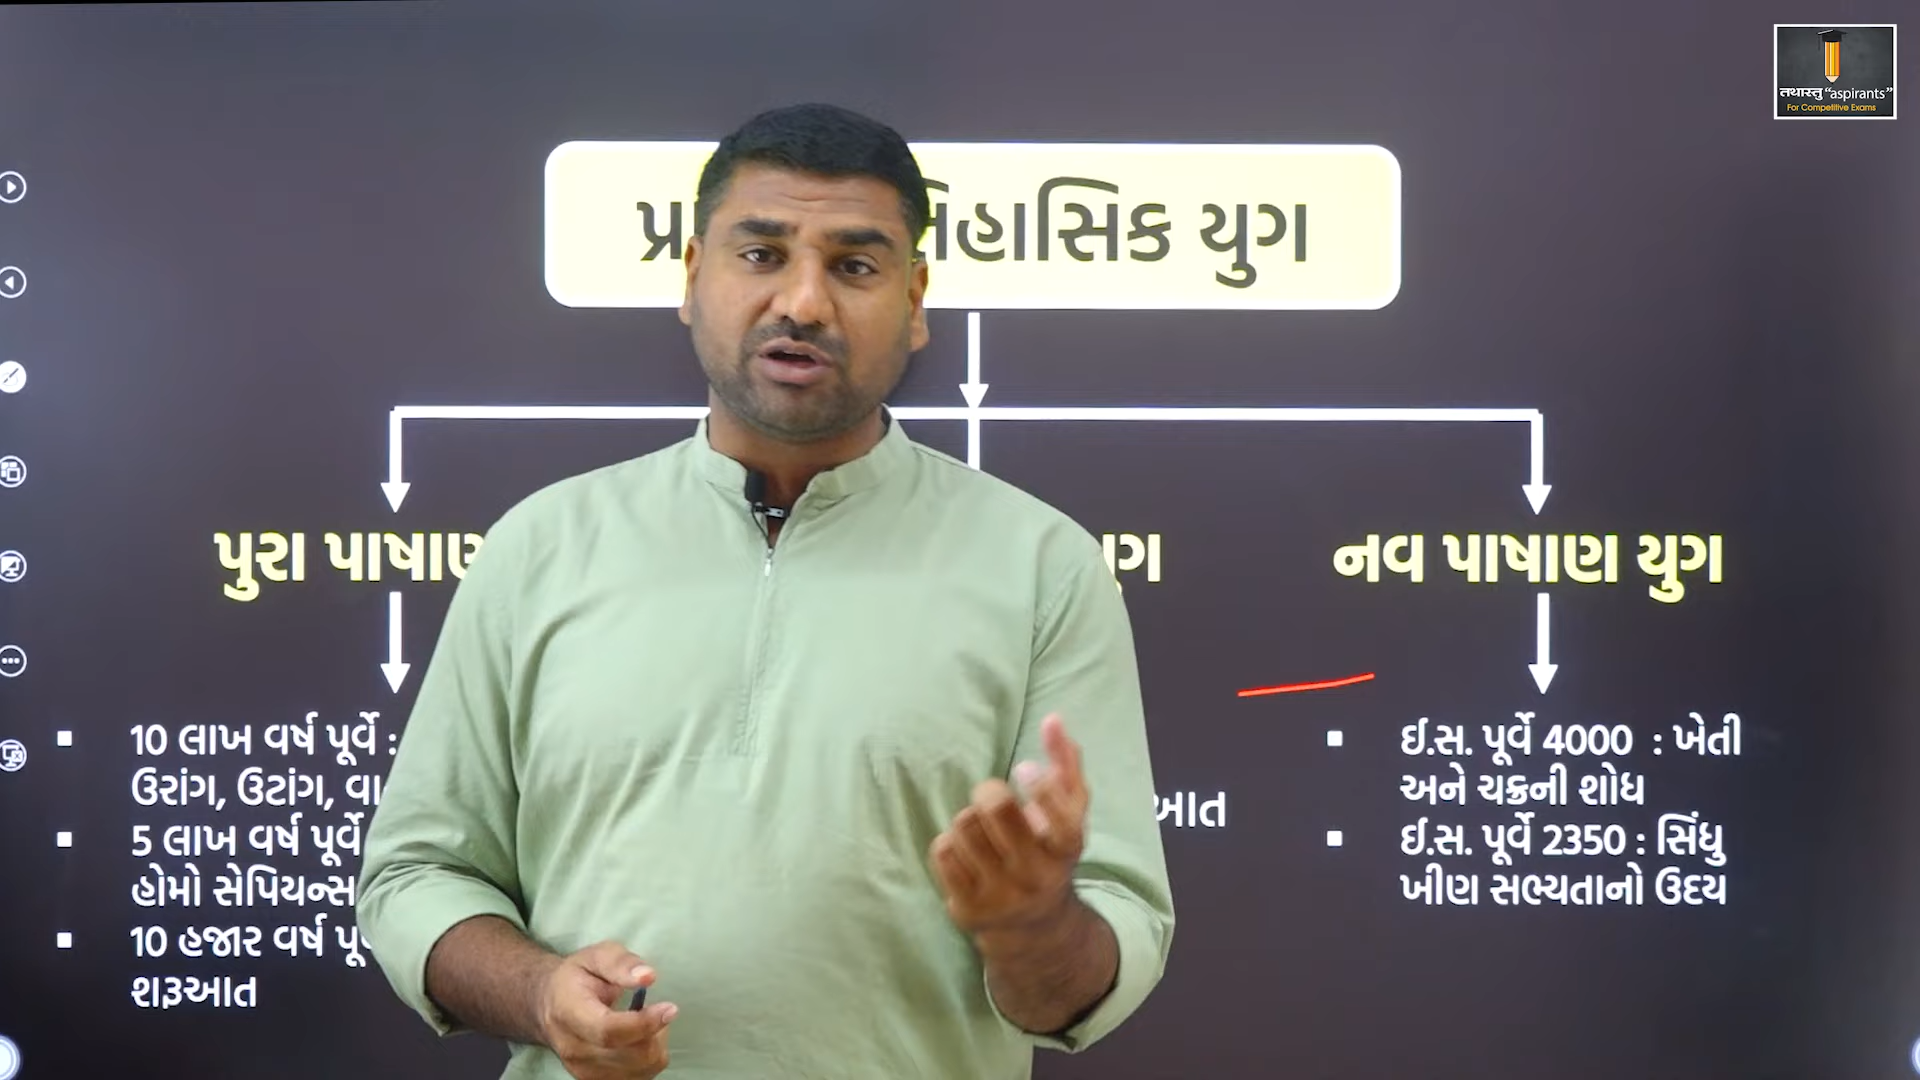 तथास्तु “aspirants”
For Competitive Exams
યુગ
પુરા
નવ પાષાણ યુગ
10 લાખ વર્ષ પૂર્વે :
ઉરાંગ, ઉટાંગ,
5 લાખ વર્ષ પૂર્વે
હોમો સેપિયન્સ
10 હજાર વર્ષ
શરૂઆત
ઈ.સ. પૂર્વે 4000 : ખેતી
અને ચક્રની શોધ
ઈ.સ. પૂર્વે 2350 : સિંધુ
ખીણ સભ્યતાનો ઉદય